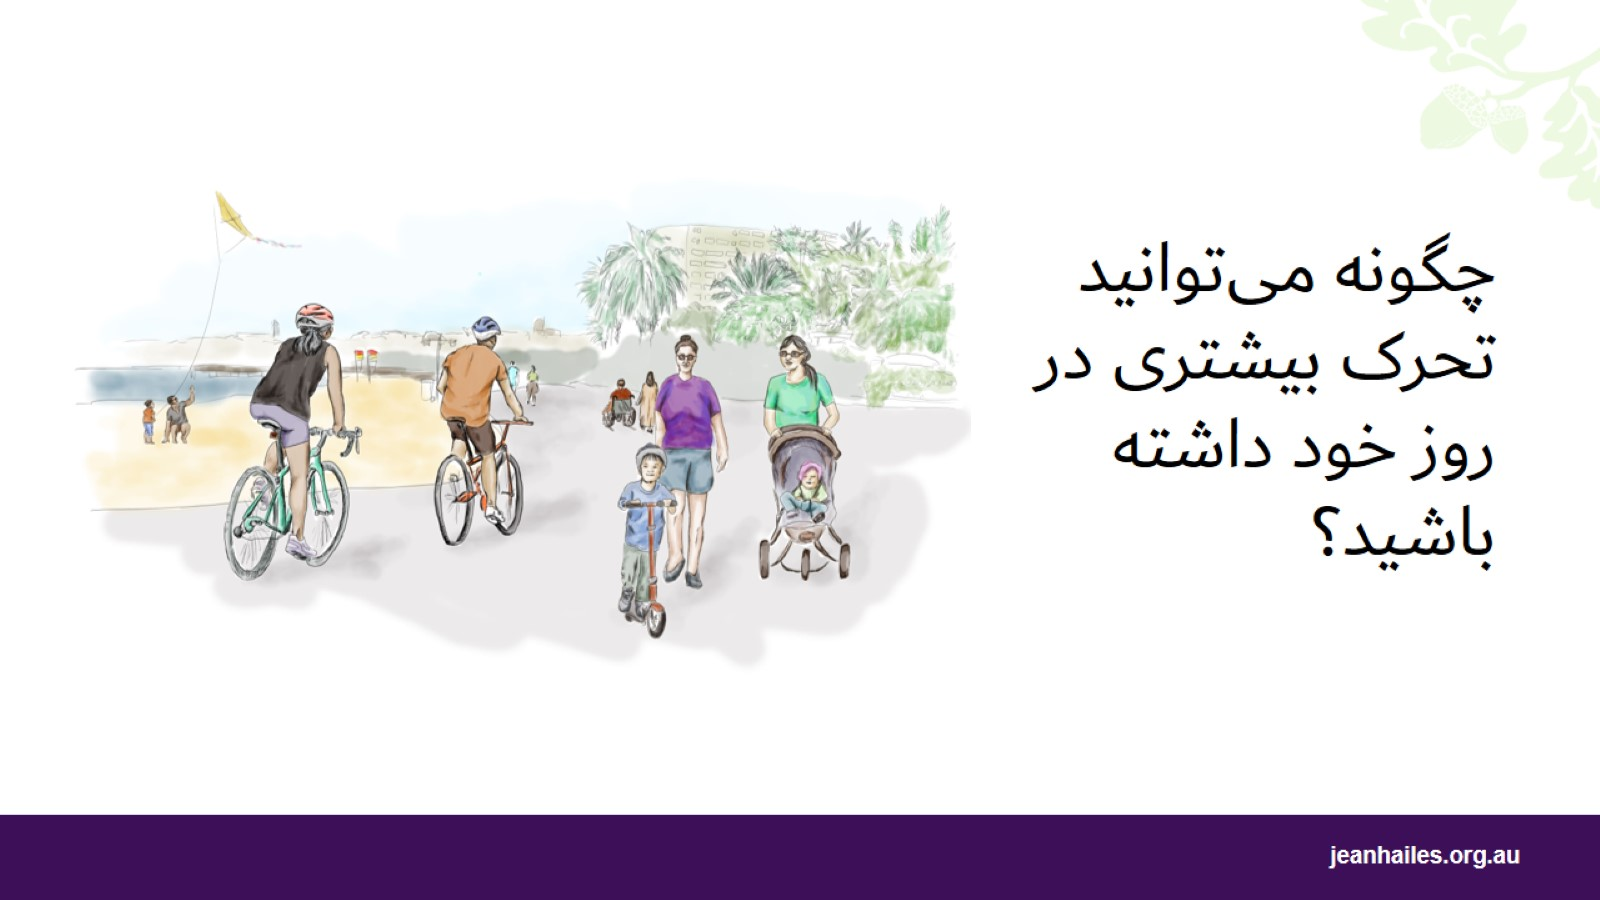 چگونه می‌توانید
تحرک بیشتری در
روز خود داشته
باشید؟
jeanhailes.org.au